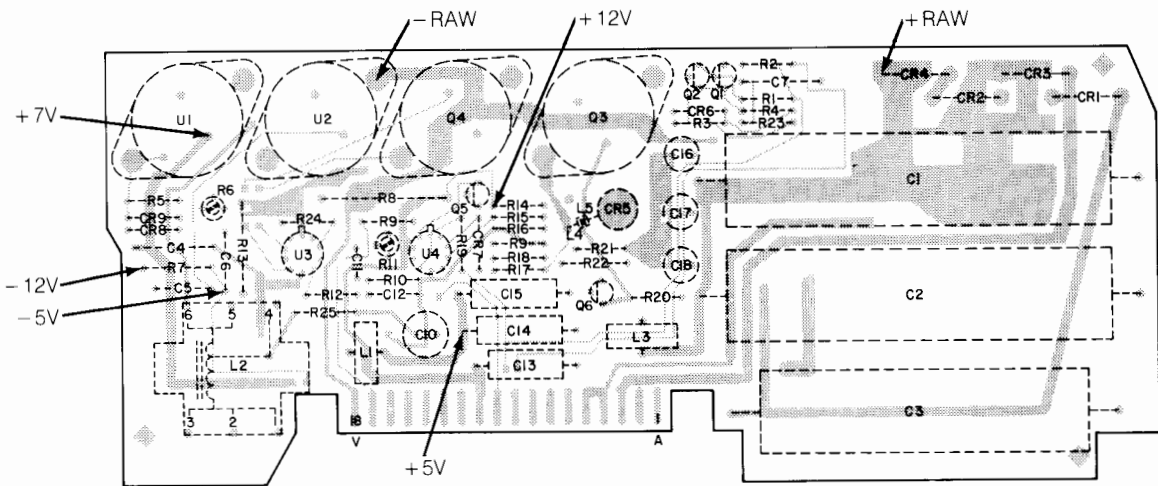 −RAW
+12V
+RAW
+7V
U1
U2
Q4
Q3
Q2
Q1
R2
C7
R1
R4
R23
CR6
R3
CR4
CR3
CR2
CR1
C16
C1
R5
CR9
CR8
R6
R24
R8
R9
Q5
R14
R15
R16
R9
R18
R17
L5
CR5
C17
C4
R7
C6
R13
U3
C11
R11
U4
R19
CR7
L4
R21
R22
C18
−12V
C5
−5V
R10
R12
C12
C15
Q6
R20
C2
6
5
4
R25
C10
C14
L3
L1
L2
C13
C3
3
2
B
V
A
+5V